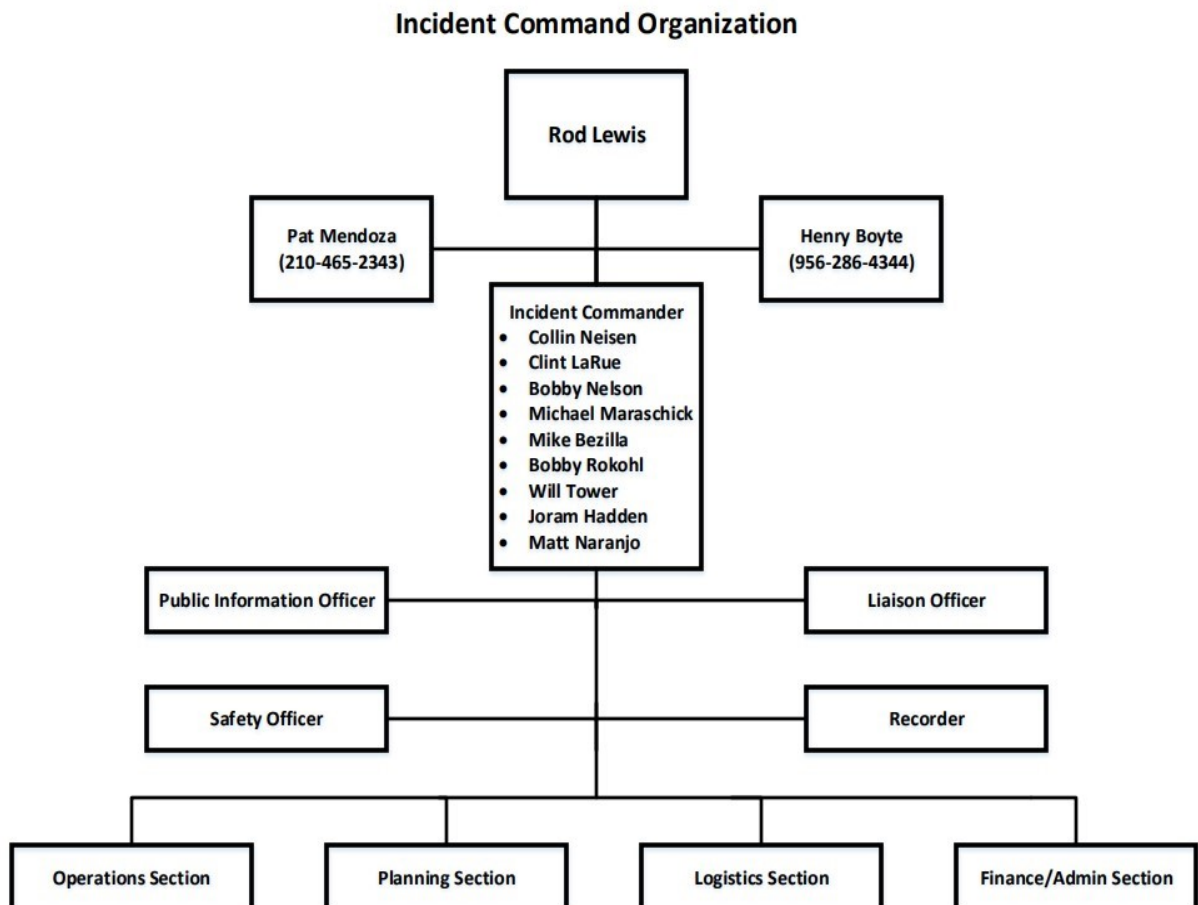 Incident Command Organization
Rod Lewis
Pat Mendoza
(210-465-2343)
Henry Boyte
(956-286-4344)
Incident Commander
• Collin Neisen
• Clint LaRue
• Bobby Nelson
• Michael Maraschick
• Mike Bezilla
• Bobby Rokohl
• Will Tower
• Joram Hadden
• Matt Naranjo
Public Information Officer
Liaison Officer
Safety Officer
Recorder
Operations Section
Planning Section
Logistics Section
Finance/Admin Section